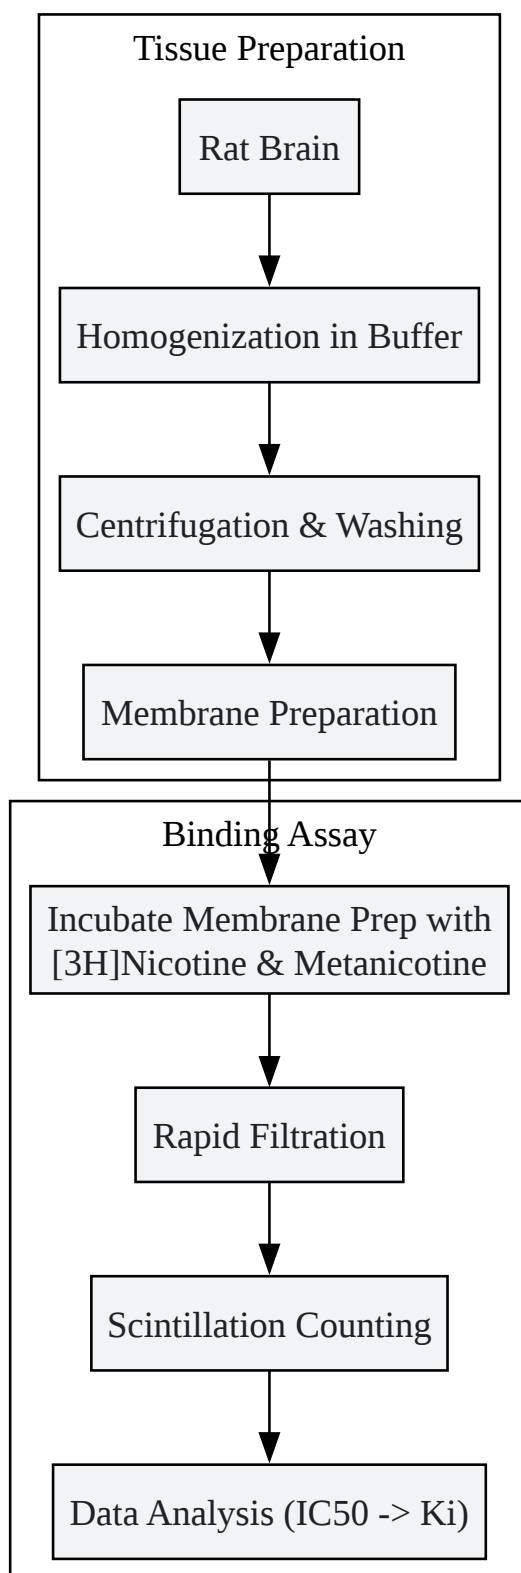 Tissue Preparation
Rat Brain
Homogenization in Buffer
Centrifugation & Washing
Membrane Preparation
Binding Assay
Incubate Membrane Prep with
[3H]Nicotine & Metanicotine
Rapid Filtration
Scintillation Counting
Data Analysis (IC50 -> Ki)